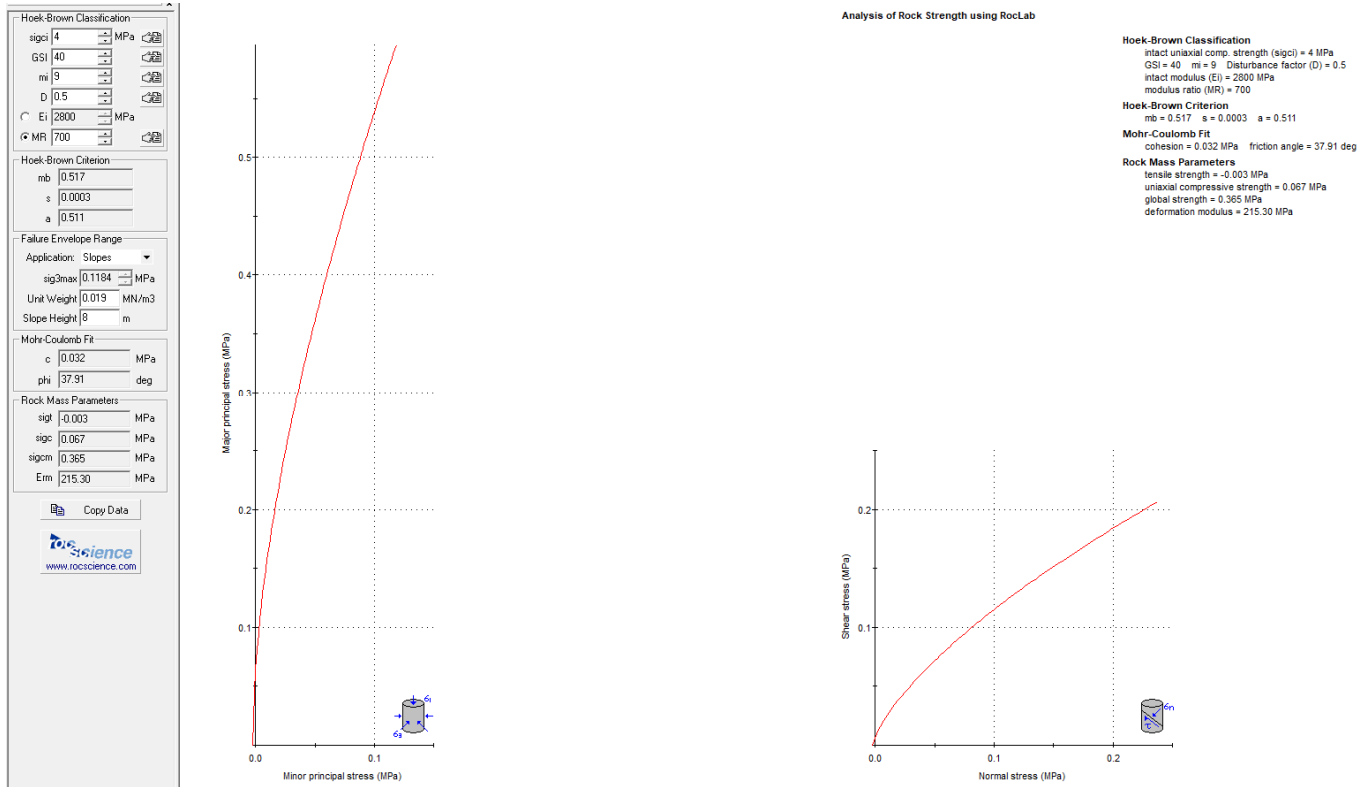 Hoek-Brown Classification
sigci 4 MPa
GSI 40
mi 9
D 0.5
Ei 2800 MPa
MR 700
Hoek-Brown Criterion
mb 0.517
s 0.0003
a 0.511
Failure Envelope Range
Application: Slopes
sig3max 0.1184 MPa
Unit Weight 0.019 MN/m3
Slope Height 8 m
Mohr-Coulomb Fit
c 0.032 MPa
phi 37.91 deg
Rock Mass Parameters
sigt -0.003 MPa
sigc 0.067 MPa
sigcm 0.365 MPa
Erm 215.30 MPa
Copy Data
rocscience
www.rocscience.com
Major principal stress (MPa)
0.5
0.4
0.3
0.2
0.1
0.0 0.1
Minor principal stress (MPa)
σ1
σ3
Analysis of Rock Strength using RocLab
Hoek-Brown Classification
intact uniaxial comp. strength (sigci) = 4 MPa
GSI = 40 mi = 9 Disturbance factor (D) = 0.5
intact modulus (Ei) = 2800 MPa
modulus ratio (MR) = 700
Hoek-Brown Criterion
mb = 0.517 s = 0.0003 a = 0.511
Mohr-Coulomb Fit
cohesion = 0.032 MPa friction angle = 37.91 deg
Rock Mass Parameters
tensile strength = -0.003 MPa
uniaxial compressive strength = 0.067 MPa
global strength = 0.365 MPa
deformation modulus = 215.30 MPa
Shear stress (MPa)
0.2
0.1
0.0 0.1 0.2
Normal stress (MPa)
σn
τ